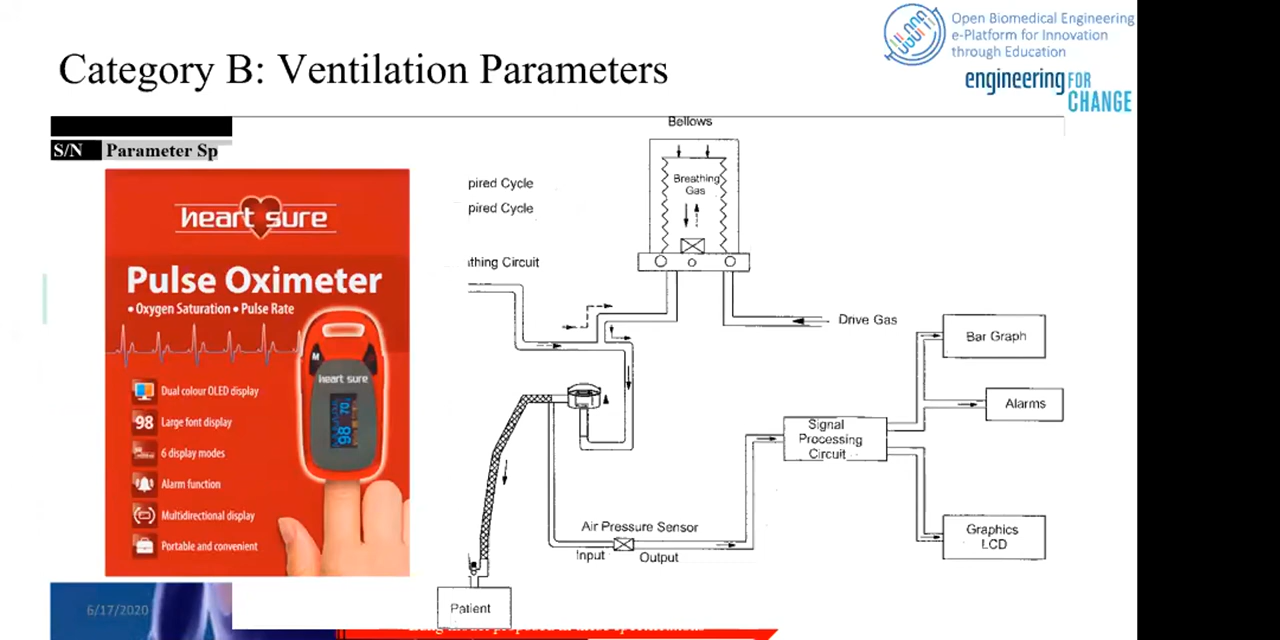 Open Biomedical Engineering
e-Platform for Innovation
through Education
engineering FOR
CHANGE
Category B: Ventilation Parameters
S/N Parameter Sp
heart sure
Pulse Oximeter
• Oxygen Saturation • Pulse Rate
M
heart sure
98 70
Dual colour OLED display
98 Large font display
6 display modes
Alarm function
Multidirectional display
Portable and convenient
Bellows
Breathing
Gas
pired Cycle
pired Cycle
thing Circuit
Drive Gas
Bar Graph
Alarms
Signal
Processing
Circuit
Graphics
LCD
Air Pressure Sensor
Input Output
Patient
6/17/2020